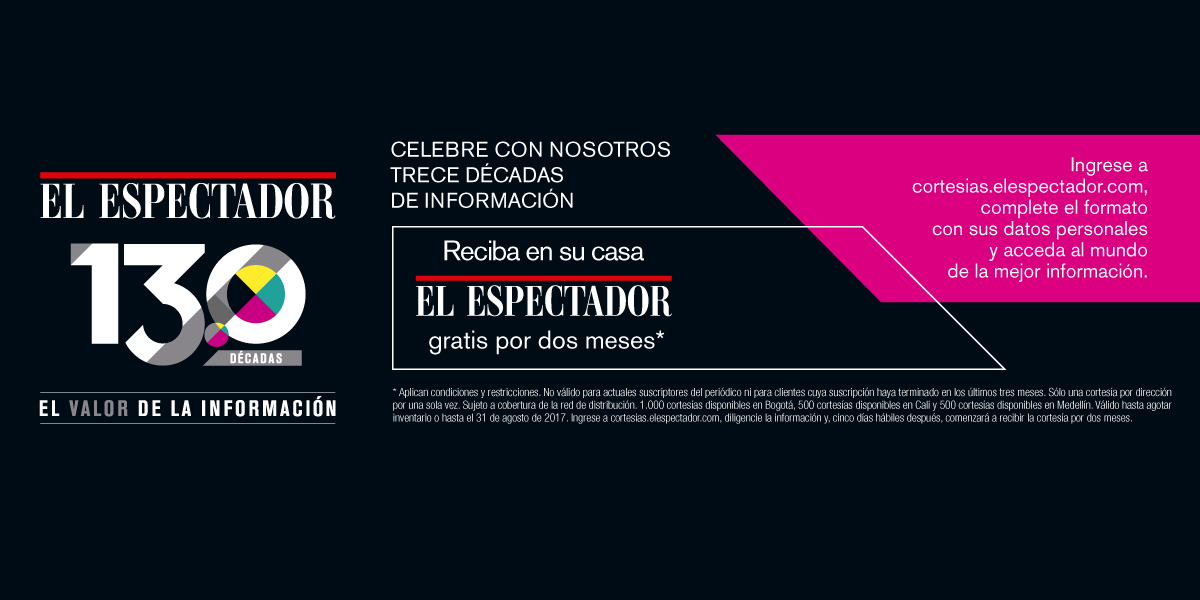 EL ESPECTADOR
13.0
DÉCADAS
EL VALOR DE LA INFORMACIÓN
CELEBRE CON NOSOTROS
TRECE DÉCADAS
DE INFORMACIÓN
Reciba en su casa
EL ESPECTADOR
gratis por dos meses*
Ingrese a
cortesias.elespectador.com,
complete el formato
con sus datos personales
y acceda al mundo
de la mejor información.
* Aplican condiciones y restricciones. No válido para actuales suscriptores del periódico ni para clientes cuya suscripción haya terminado en los últimos tres meses. Sólo una cortesía por dirección
por una sola vez. Sujeto a cobertura de la red de distribución. 1.000 cortesías disponibles en Bogotá, 500 cortesías disponibles en Cali y 500 cortesías disponibles en Medellín. Válido hasta agotar
inventario o hasta el 31 de agosto de 2017. Ingrese a cortesias.elespectador.com, diligencie la información y, cinco días hábiles después, comenzará a recibir la cortesía por dos meses.